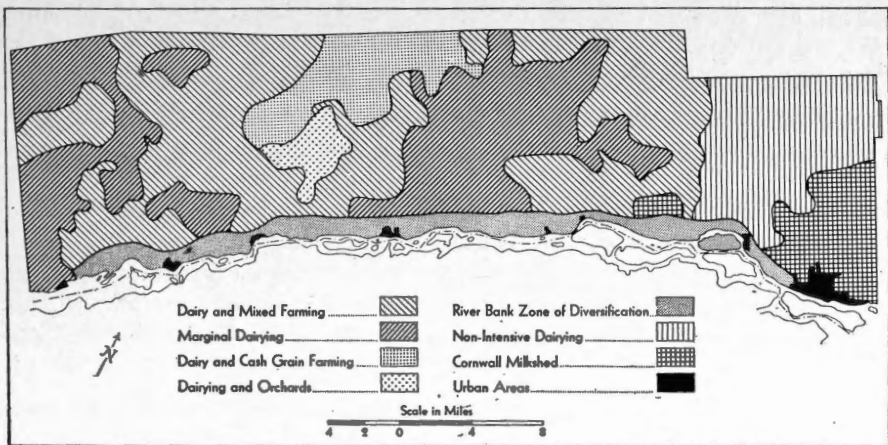 Dairy and Mixed Farming
Marginal Dairying
Dairy and Cash Grain Farming
Dairying and Orchards
River Bank Zone of Diversification
Non-Intensive Dairying
Cornwall Milkshed
Urban Areas
N
Scale in Miles
4 2 0 4 8